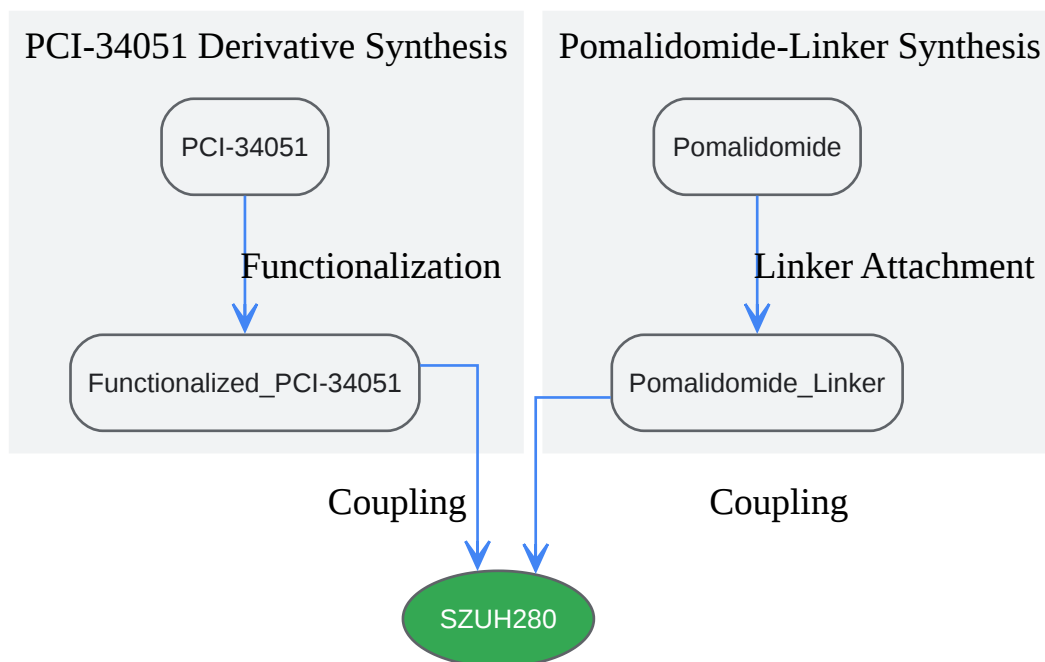 PCI-34051 Derivative Synthesis
Pomalidomide-Linker Synthesis
PCI-34051
Pomalidomide
Functionalization
Linker Attachment
Functionalized_PCI-34051
Pomalidomide_Linker
Coupling
Coupling
SZUH280